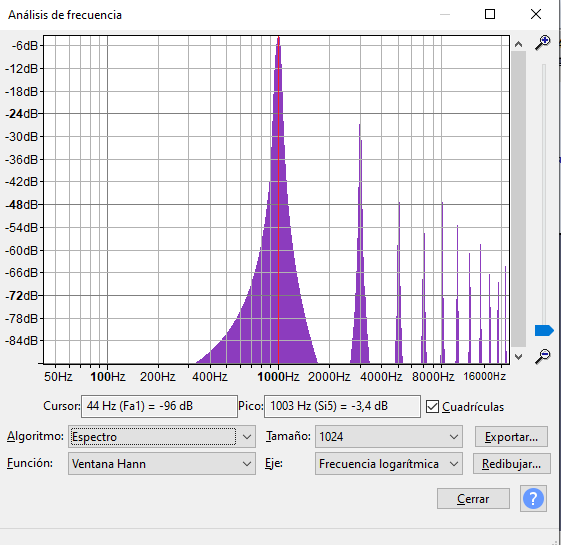 Análisis de frecuencia
-6dB
-12dB
-18dB
-24dB
-30dB
-36dB
-42dB
-48dB
-54dB
-60dB
-66dB
-72dB
-78dB
-84dB
50Hz 100Hz 200Hz 400Hz 1000Hz 2000Hz 4000Hz 8000Hz 16000Hz
Cursor: 44 Hz (Fa1) = -96 dB Pico: 1003 Hz (Si5) = -3,4 dB Cuadrículas
Algoritmo: Espectro Tamaño: 1024 Exportar...
Función: Ventana Hann Eje: Frecuencia logarítmica Redibujar...
Cerrar ?